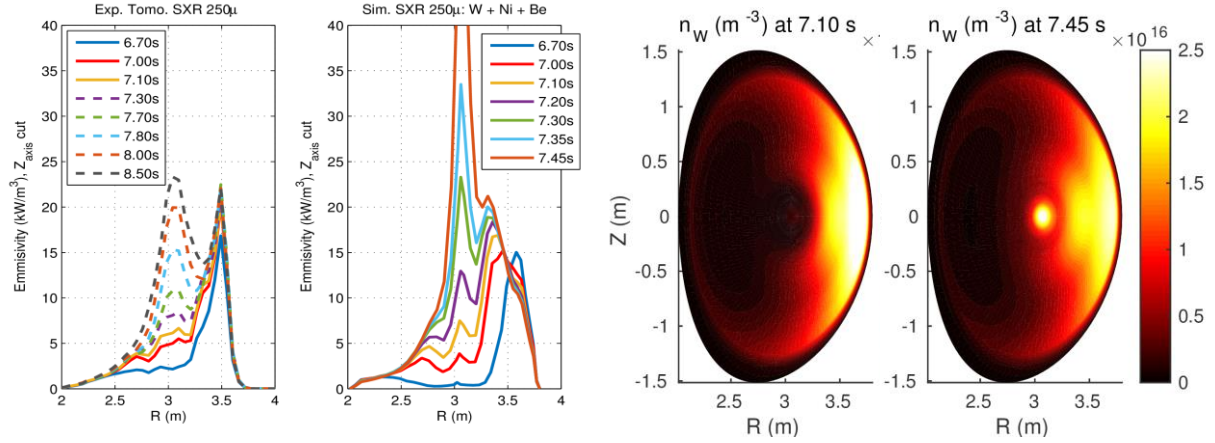 Exp. Tomo. SXR 250μ
Emmisivity (kW/m³), Z_axis cut
40
35
30
25
20
15
10
5
0
6.70s
7.00s
7.10s
7.30s
7.70s
7.80s
8.00s
8.50s
2
2.5
3
3.5
4
R (m)
Sim. SXR 250μ: W + Ni + Be
Emmisivity (kW/m³), Z_axis cut
40
35
30
25
20
15
10
5
0
6.70s
7.00s
7.10s
7.20s
7.30s
7.35s
7.45s
2
2.5
3
3.5
4
R (m)
n_W (m⁻³) at 7.10 s
Z (m)
1.5
1
0.5
0
-0.5
-1
-1.5
2.5
3
3.5
R (m)
n_W (m⁻³) at 7.45 s
1.5
1
0.5
0
-0.5
-1
-1.5
2.5
3
3.5
R (m)
× 10¹⁶
2.5
2
1.5
1
0.5
0